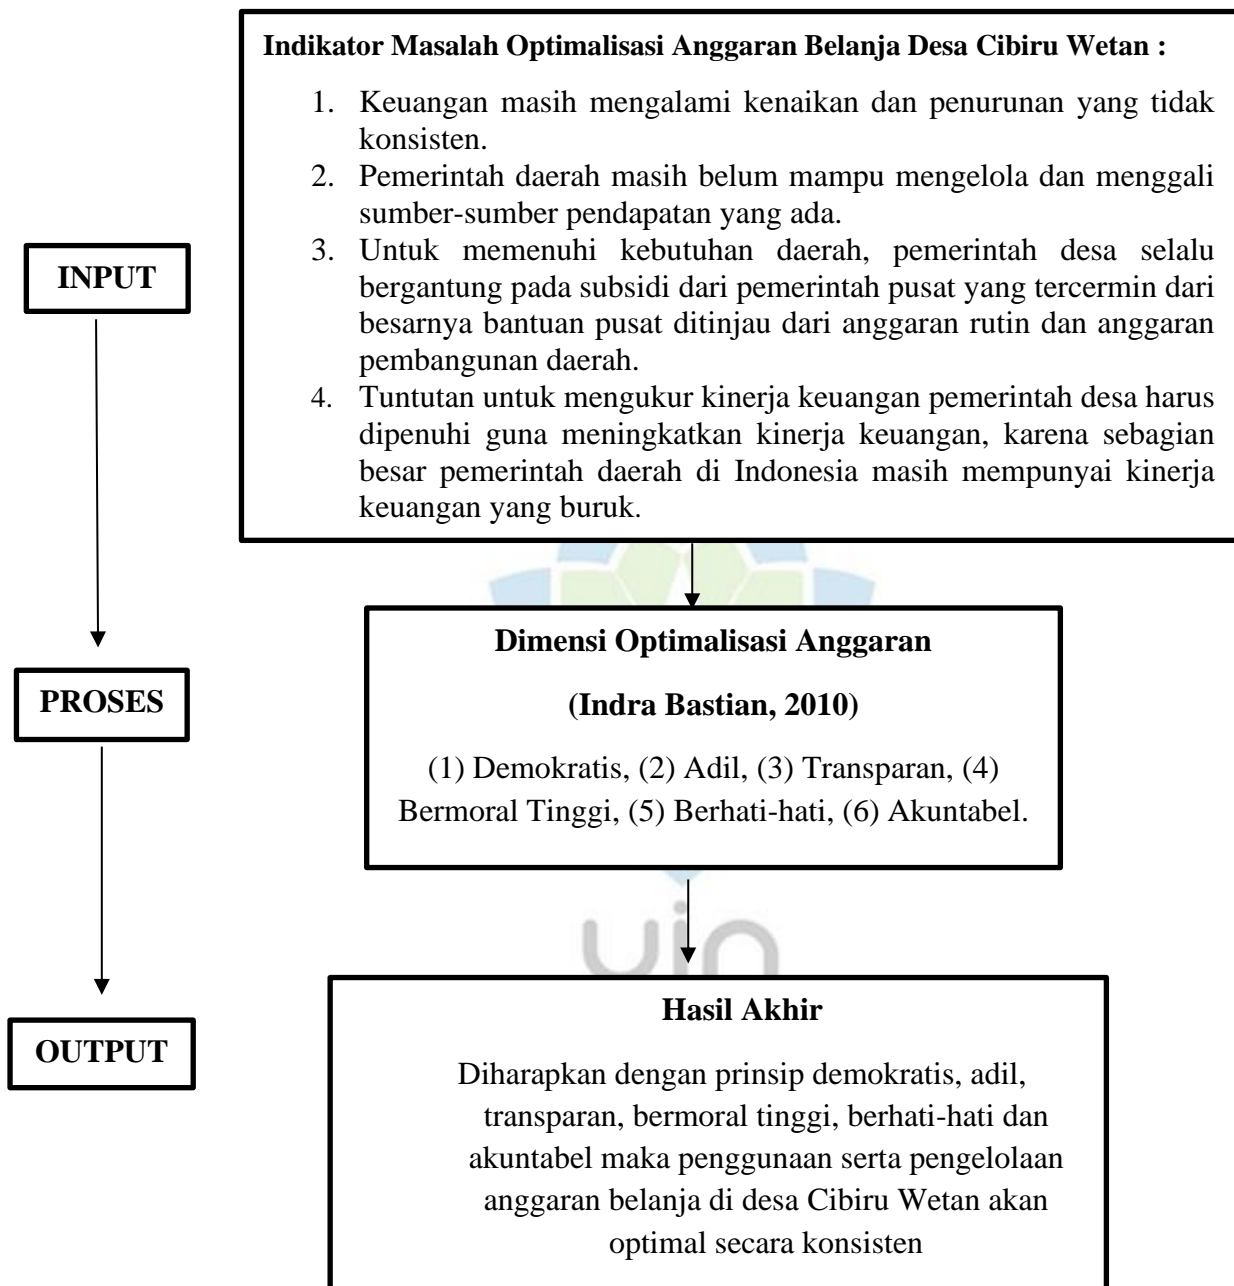 Indikator Masalah Optimalisasi Anggaran Belanja Desa Cibiru Wetan :
1. Keuangan masih mengalami kenaikan dan penurunan yang tidak
konsisten.
2. Pemerintah daerah masih belum mampu mengelola dan menggali
sumber-sumber pendapatan yang ada.
3. Untuk memenuhi kebutuhan daerah, pemerintah desa selalu
bergantung pada subsidi dari pemerintah pusat yang tercermin dari
besarnya bantuan pusat ditinjau dari anggaran rutin dan anggaran
pembangunan daerah.
4. Tuntutan untuk mengukur kinerja keuangan pemerintah desa harus
dipenuhi guna meningkatkan kinerja keuangan, karena sebagian
besar pemerintah daerah di Indonesia masih mempunyai kinerja
keuangan yang buruk.
INPUT
Dimensi Optimalisasi Anggaran
(Indra Bastian, 2010)
(1) Demokratis, (2) Adil, (3) Transparan, (4)
Bermoral Tinggi, (5) Berhati-hati, (6) Akuntabel.
PROSES
uin
Hasil Akhir
Diharapkan dengan prinsip demokratis, adil,
transparan, bermoral tinggi, berhati-hati dan
akuntabel maka penggunaan serta pengelolaan
anggaran belanja di desa Cibiru Wetan akan
optimal secara konsisten
OUTPUT